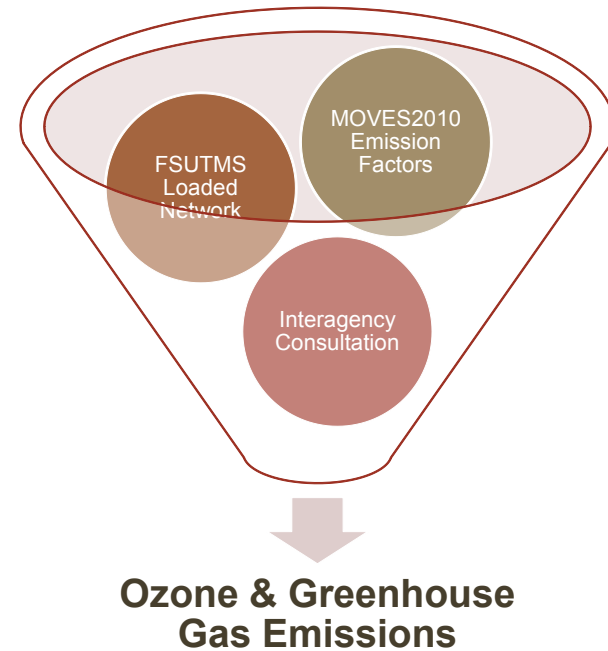 MOVES2010
Emission
Factors
FSUTMS
Loaded
Network
Interagency
Consultation
Ozone & Greenhouse
Gas Emissions